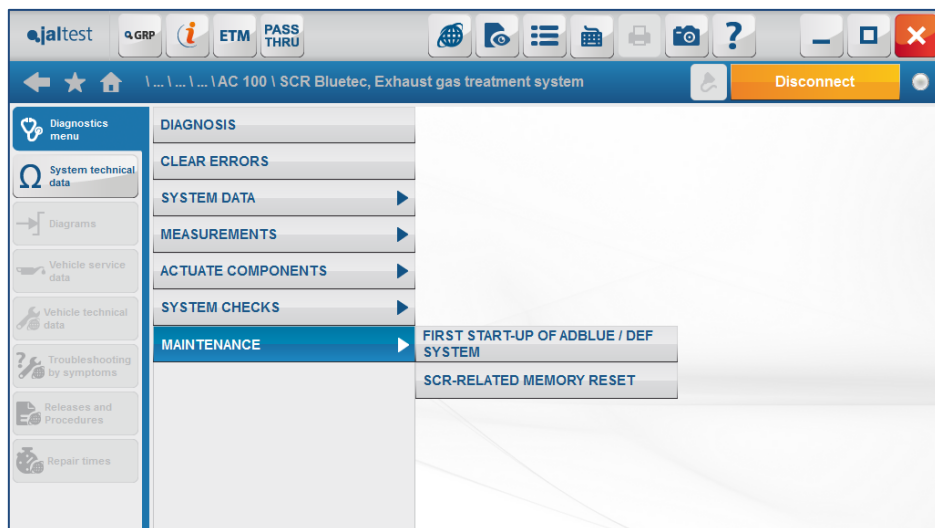 jaltest
GRP
i
ETM
PASS
THRU
?
\ ... \ ... \ ... \ AC 100 \ SCR Bluetec, Exhaust gas treatment system
Disconnect
Diagnostics
menu
System technical
data
Diagrams
Vehicle service
data
Vehicle technical
data
Troubleshooting
by symptoms
Releases and
Procedures
Repair times
DIAGNOSIS
CLEAR ERRORS
SYSTEM DATA
MEASUREMENTS
ACTUATE COMPONENTS
SYSTEM CHECKS
MAINTENANCE
FIRST START-UP OF ADBLUE / DEF
SYSTEM
SCR-RELATED MEMORY RESET